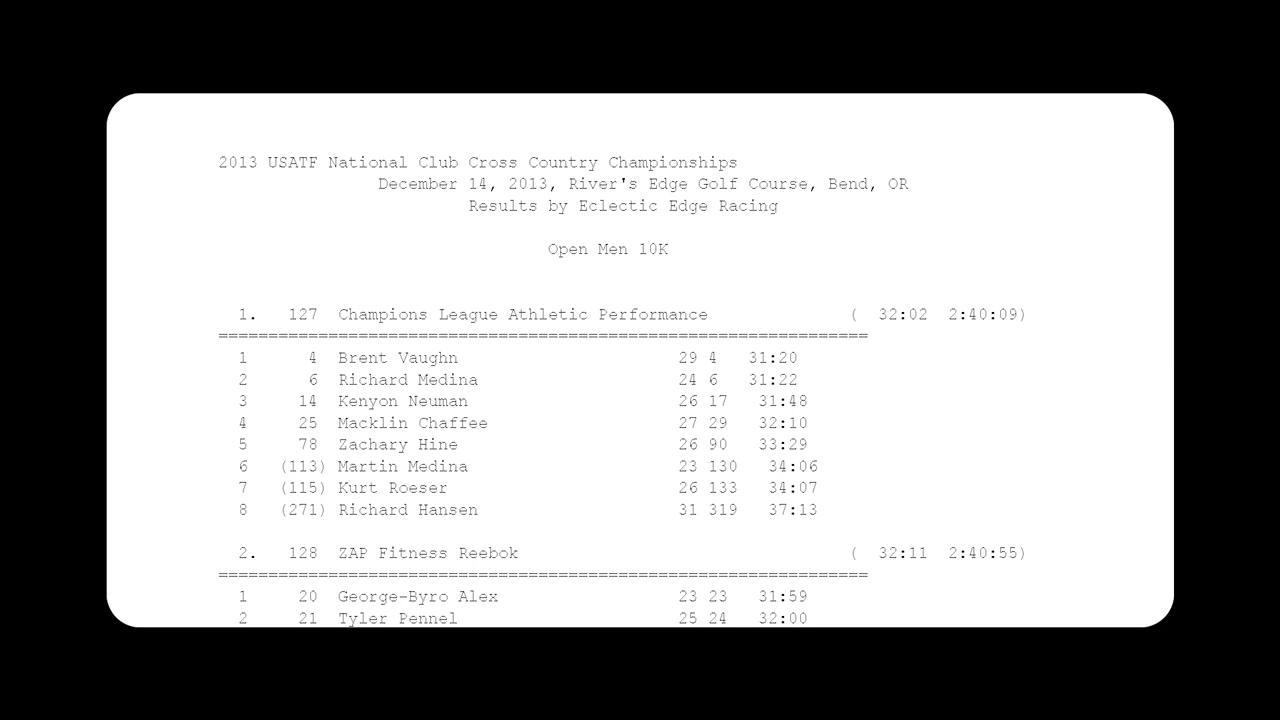 2013 USATF National Club Cross Country Championships
December 14, 2013, River's Edge Golf Course, Bend, OR
Results by Eclectic Edge Racing
Open Men 10K
1. 127 Champions League Athletic Performance ( 32:02 2:40:09)
=================================================================
1 4 Brent Vaughn 29 4 31:20
2 6 Richard Medina 24 6 31:22
3 14 Kenyon Neuman 26 17 31:48
4 25 Macklin Chaffee 27 29 32:10
5 78 Zachary Hine 26 90 33:29
6 (113) Martin Medina 23 130 34:06
7 (115) Kurt Roeser 26 133 34:07
8 (271) Richard Hansen 31 319 37:13
2. 128 ZAP Fitness Reebok ( 32:11 2:40:55)
=================================================================
1 20 George-Byro Alex 23 23 31:59
2 21 Tyler Pennel 25 24 32:00